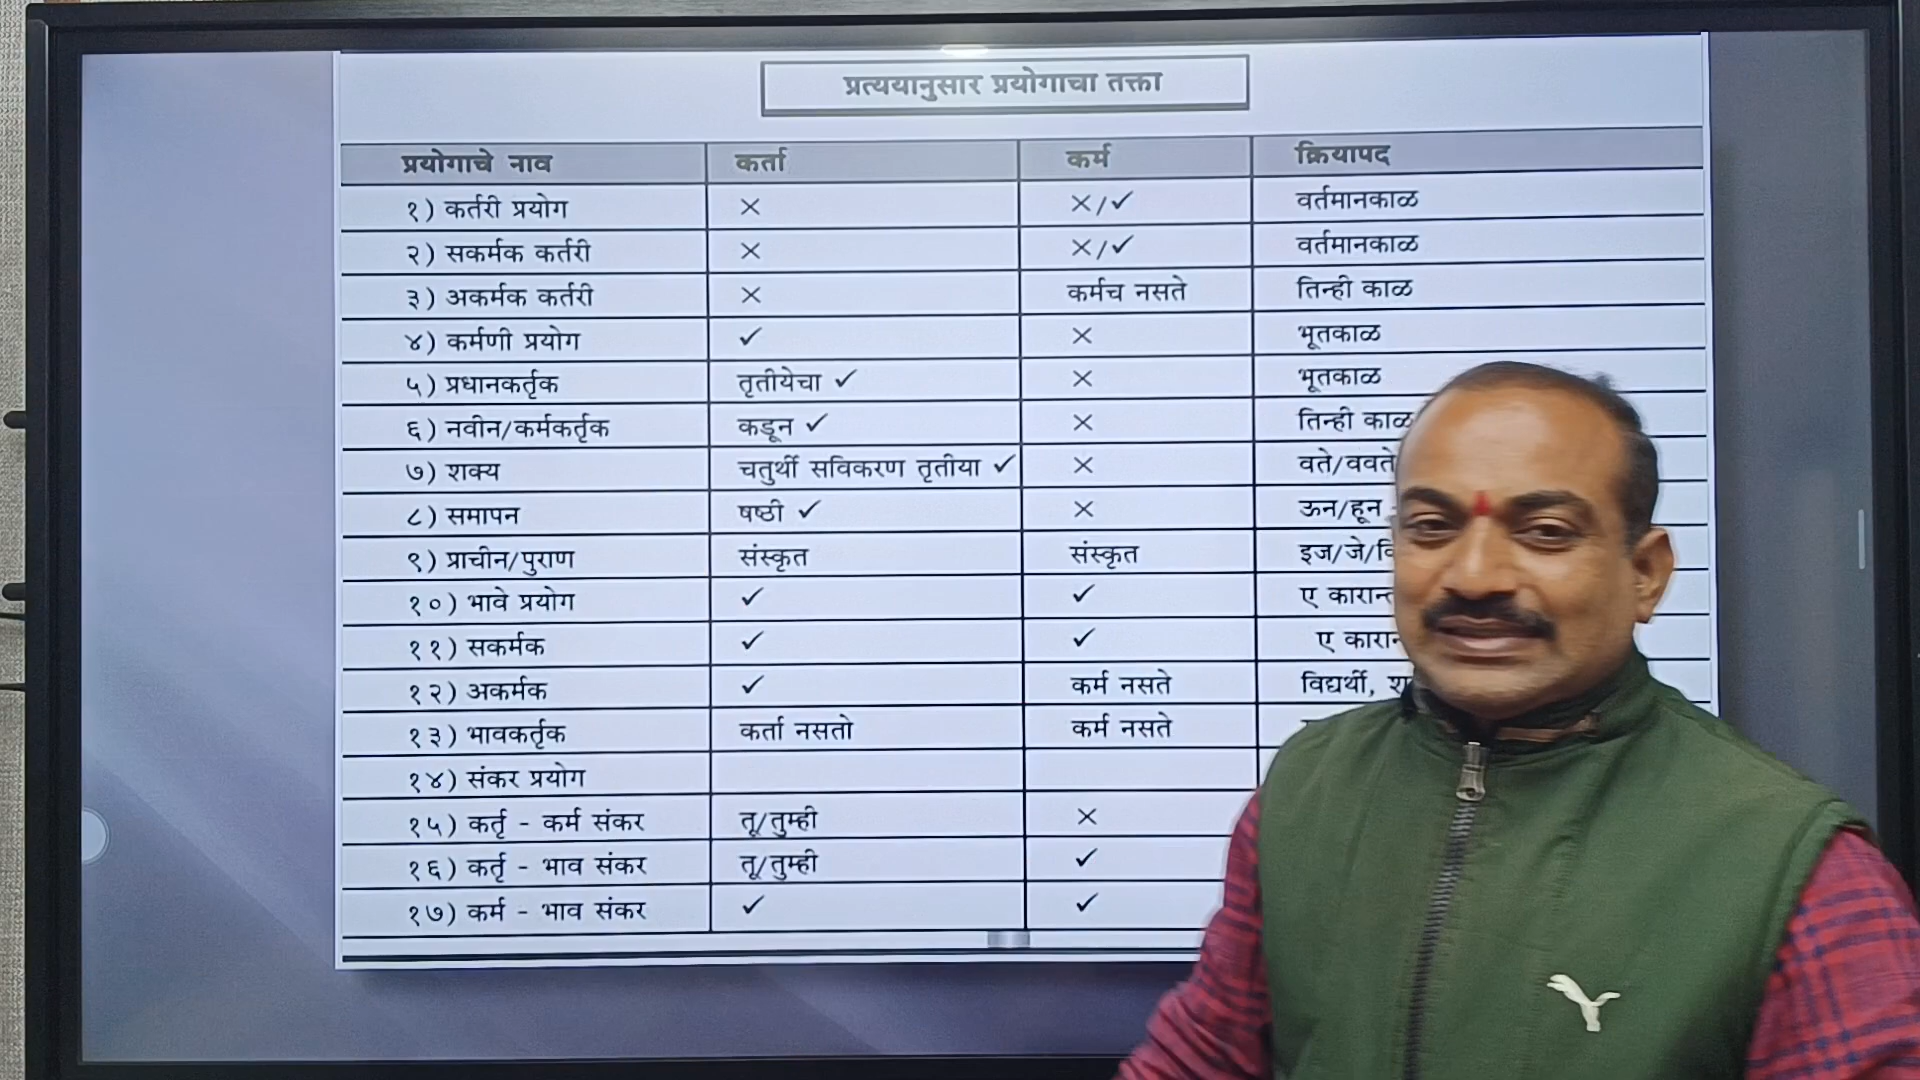 प्रत्ययानुसार प्रयोगाचा तक्ता
प्रयोगाचे नाव कर्ता कर्म क्रियापद
१) कर्तरी प्रयोग × ×/✓ वर्तमानकाळ
२) सकर्मक कर्तरी × ×/✓ वर्तमानकाळ
३) अकर्मक कर्तरी × कर्मच नसते तिन्ही काळ
४) कर्मणी प्रयोग ✓ × भूतकाळ
५) प्रधानकर्तृक तृतीयेचा ✓ × भूतकाळ
६) नवीन/कर्मकर्तृक कडून ✓ × तिन्ही काळ
७) शक्य चतुर्थी सविकरण तृतीया ✓ × वते/ववते
८) समापन षष्ठी ✓ × ऊन/हून
९) प्राचीन/पुराण संस्कृत संस्कृत इज/जे/
१०) भावे प्रयोग ✓ ✓ ए
११) सकर्मक ✓ ✓ ए
१२) अकर्मक ✓ कर्म नसते विद्यर्थी,
१३) भावकर्तृक कर्ता नसतो कर्म नसते
१४) संकर प्रयोग
१५) कर्तृ - कर्म संकर तू/तुम्ही ×
१६) कर्तृ - भाव संकर तू/तुम्ही ✓
१७) कर्म - भाव संकर ✓ ✓